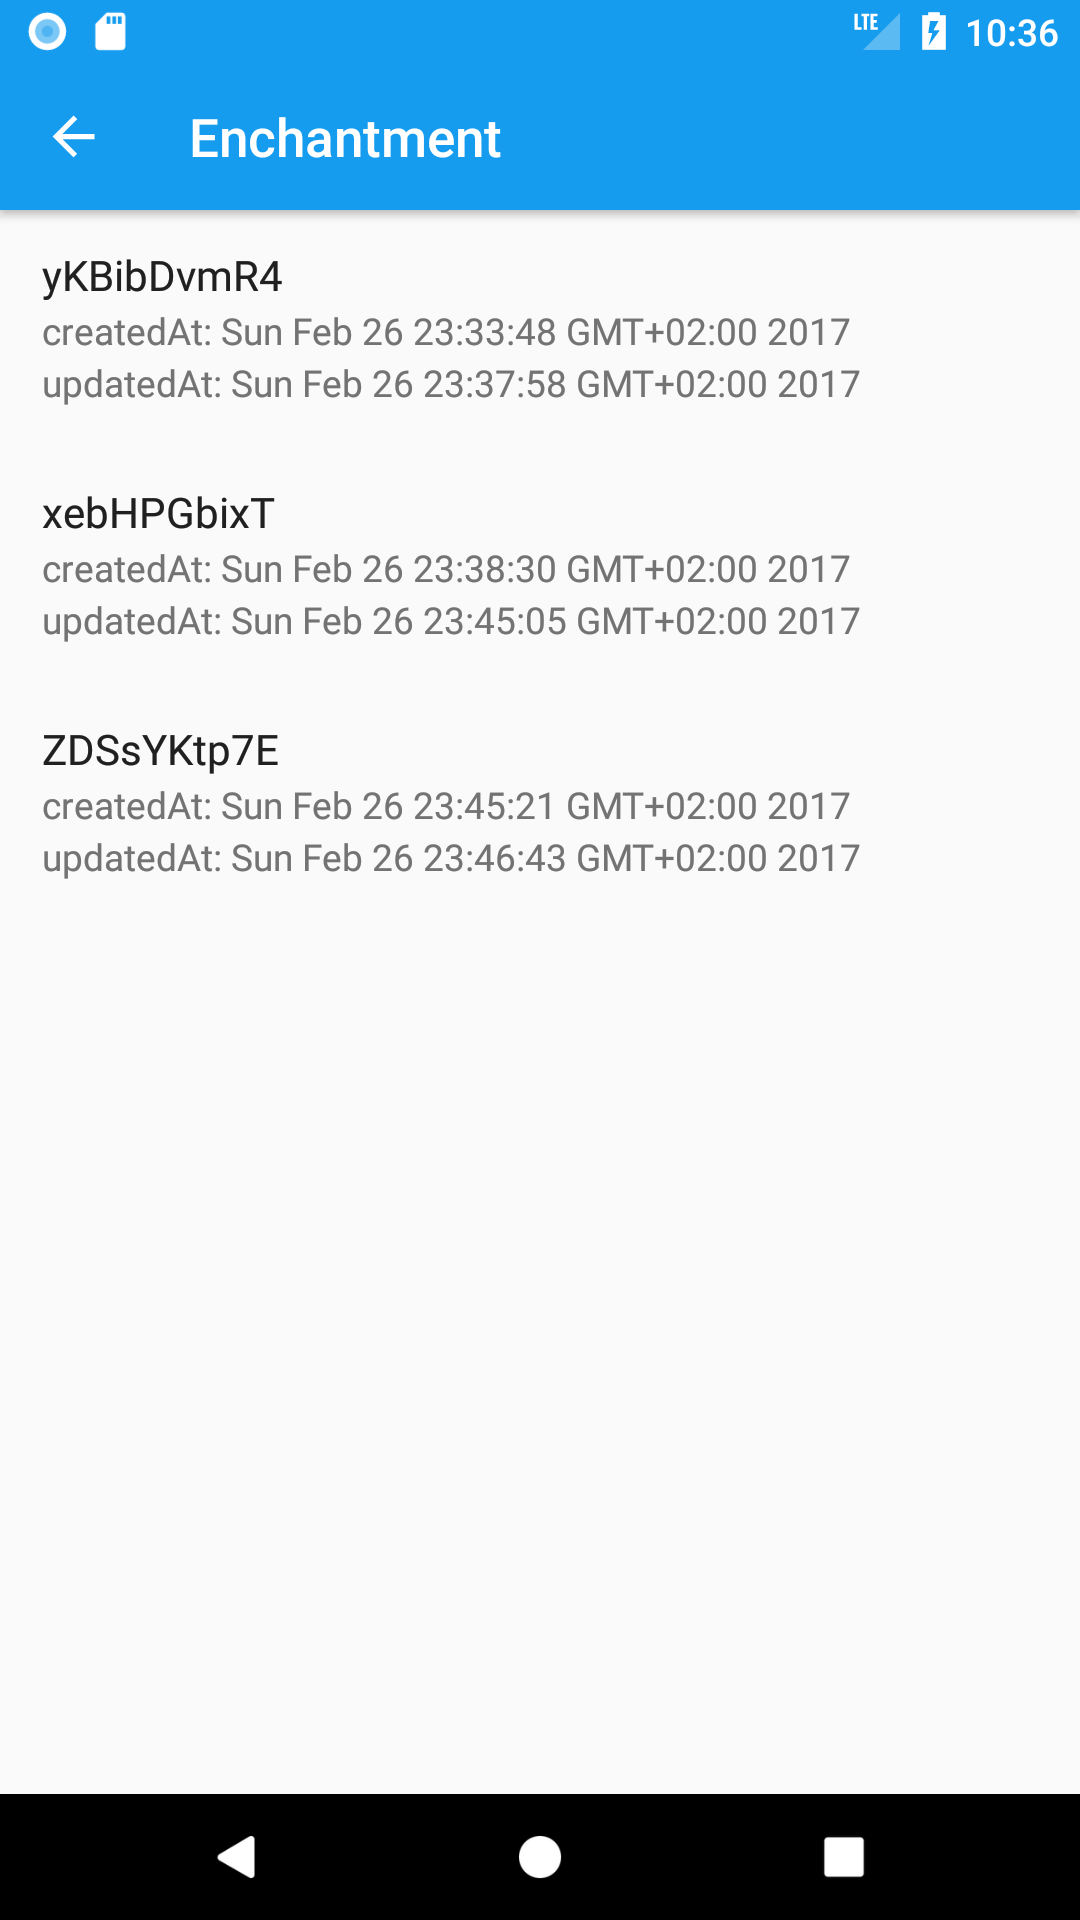 LTE 10:36
Enchantment
yKBibDvmR4
createdAt: Sun Feb 26 23:33:48 GMT+02:00 2017
updatedAt: Sun Feb 26 23:37:58 GMT+02:00 2017
xebHPGbixT
createdAt: Sun Feb 26 23:38:30 GMT+02:00 2017
updatedAt: Sun Feb 26 23:45:05 GMT+02:00 2017
ZDSsYKtp7E
createdAt: Sun Feb 26 23:45:21 GMT+02:00 2017
updatedAt: Sun Feb 26 23:46:43 GMT+02:00 2017